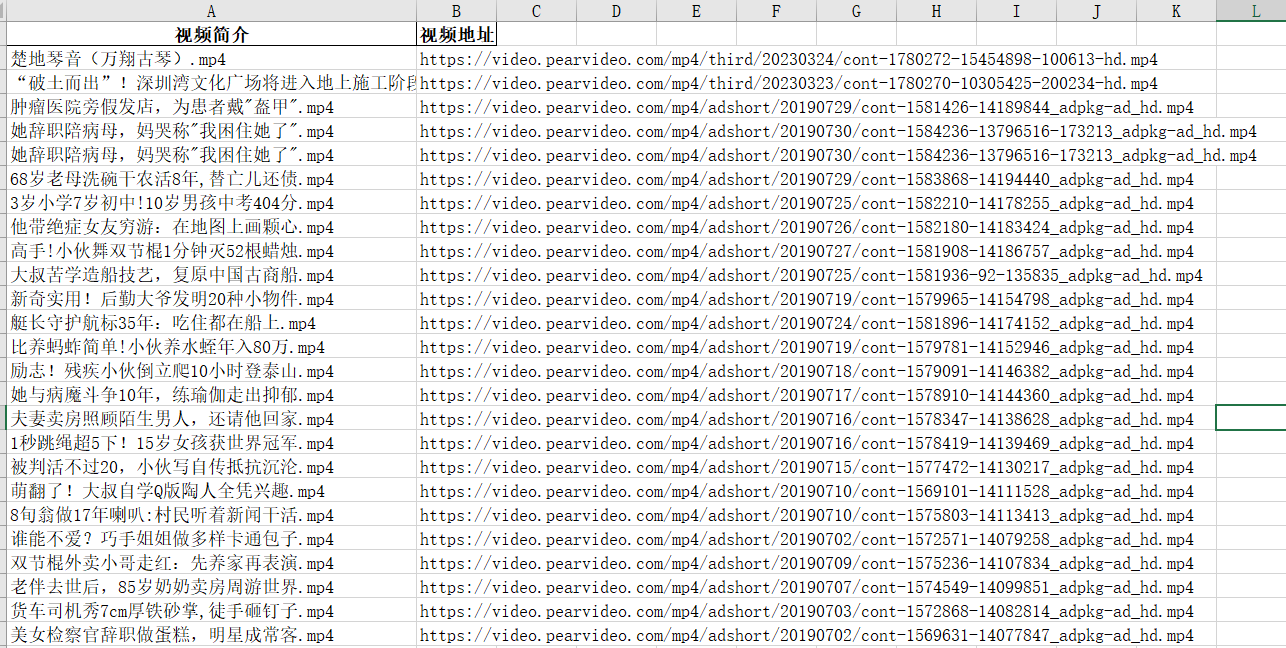 A B C D E F G H I J K L
视频简介 视频地址
楚地琴音（万翔古琴）.mp4 https://video.pearvideo.com/mp4/third/20230324/cont-1780272-15454898-100613-hd.mp4
“破土而出”！深圳湾文化广场将进入地上施工阶段 https://video.pearvideo.com/mp4/third/20230323/cont-1780270-10305425-200234-hd.mp4
肿瘤医院旁假发店，为患者戴"盔甲".mp4 https://video.pearvideo.com/mp4/adshort/20190729/cont-1581426-14189844_adpkg-ad_hd.mp4
她辞职陪病母，妈哭称"我困住她了".mp4 https://video.pearvideo.com/mp4/adshort/20190730/cont-1584236-13796516-173213_adpkg-ad_hd.mp4
她辞职陪病母，妈哭称"我困住她了".mp4 https://video.pearvideo.com/mp4/adshort/20190730/cont-1584236-13796516-173213_adpkg-ad_hd.mp4
68岁老母洗碗干农活8年,替亡儿还债.mp4 https://video.pearvideo.com/mp4/adshort/20190729/cont-1583868-14194440_adpkg-ad_hd.mp4
3岁小学7岁初中!10岁男孩中考404分.mp4 https://video.pearvideo.com/mp4/adshort/20190725/cont-1582210-14178255_adpkg-ad_hd.mp4
他带绝症女友穷游：在地图上画颗心.mp4 https://video.pearvideo.com/mp4/adshort/20190726/cont-1582180-14183424_adpkg-ad_hd.mp4
高手!小伙舞双节棍1分钟灭52根蜡烛.mp4 https://video.pearvideo.com/mp4/adshort/20190727/cont-1581908-14186757_adpkg-ad_hd.mp4
大叔苦学造船技艺，复原中国古商船.mp4 https://video.pearvideo.com/mp4/adshort/20190725/cont-1581936-92-135835_adpkg-ad_hd.mp4
新奇实用！后勤大爷发明20种小物件.mp4 https://video.pearvideo.com/mp4/adshort/20190719/cont-1579965-14154798_adpkg-ad_hd.mp4
艇长守护航标35年：吃住都在船上.mp4 https://video.pearvideo.com/mp4/adshort/20190724/cont-1581896-14174152_adpkg-ad_hd.mp4
比养蚂蚱简单!小伙养水蛭年入80万.mp4 https://video.pearvideo.com/mp4/adshort/20190719/cont-1579781-14152946_adpkg-ad_hd.mp4
励志！残疾小伙倒立爬10小时登泰山.mp4 https://video.pearvideo.com/mp4/adshort/20190718/cont-1579091-14146382_adpkg-ad_hd.mp4
她与病魔斗争10年，练瑜伽走出抑郁.mp4 https://video.pearvideo.com/mp4/adshort/20190717/cont-1578910-14144360_adpkg-ad_hd.mp4
夫妻卖房照顾陌生男人，还请他回家.mp4 https://video.pearvideo.com/mp4/adshort/20190716/cont-1578347-14138628_adpkg-ad_hd.mp4
1秒跳绳超5下！15岁女孩获世界冠军.mp4 https://video.pearvideo.com/mp4/adshort/20190716/cont-1578419-14139469_adpkg-ad_hd.mp4
被判活不过20，小伙写自传抵抗沉沦.mp4 https://video.pearvideo.com/mp4/adshort/20190715/cont-1577472-14130217_adpkg-ad_hd.mp4
萌翻了！大叔自学Q版陶人全凭兴趣.mp4 https://video.pearvideo.com/mp4/adshort/20190710/cont-1569101-14111528_adpkg-ad_hd.mp4
8旬翁做17年喇叭:村民听着新闻干活.mp4 https://video.pearvideo.com/mp4/adshort/20190710/cont-1575803-14113413_adpkg-ad_hd.mp4
谁能不爱？巧手姐姐做多样卡通包子.mp4 https://video.pearvideo.com/mp4/adshort/20190702/cont-1572571-14079258_adpkg-ad_hd.mp4
双节棍外卖小哥走红：先养家再表演.mp4 https://video.pearvideo.com/mp4/adshort/20190709/cont-1575236-14107834_adpkg-ad_hd.mp4
老伴去世后，85岁奶奶卖房周游世界.mp4 https://video.pearvideo.com/mp4/adshort/20190707/cont-1574549-14099851_adpkg-ad_hd.mp4
货车司机秀7cm厚铁砂掌,徒手砸钉子.mp4 https://video.pearvideo.com/mp4/adshort/20190703/cont-1572868-14082814_adpkg-ad_hd.mp4
美女检察官辞职做蛋糕，明星成常客.mp4 https://video.pearvideo.com/mp4/adshort/20190702/cont-1569631-14077847_adpkg-ad_hd.mp4